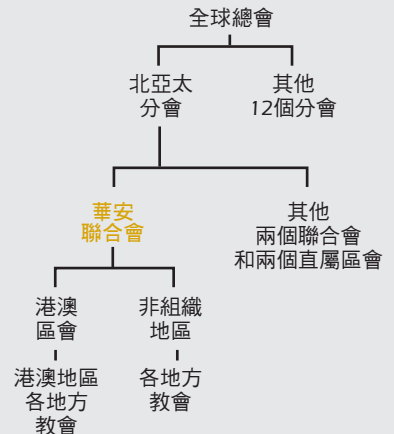 全球總會
北亞太
分會
其他
12個分會
華安
聯合會
其他
兩個聯合會
和兩個直屬區會
港澳
區會
非組織
地區
港澳地區
各地方
教會
各地方
教會